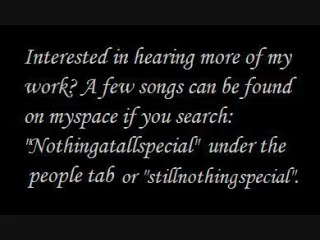 Interested in hearing more of my
work? A few songs can be found
on myspace if you search:
"Nothingatallspecial" under the
people tab or "stillnothingspecial".